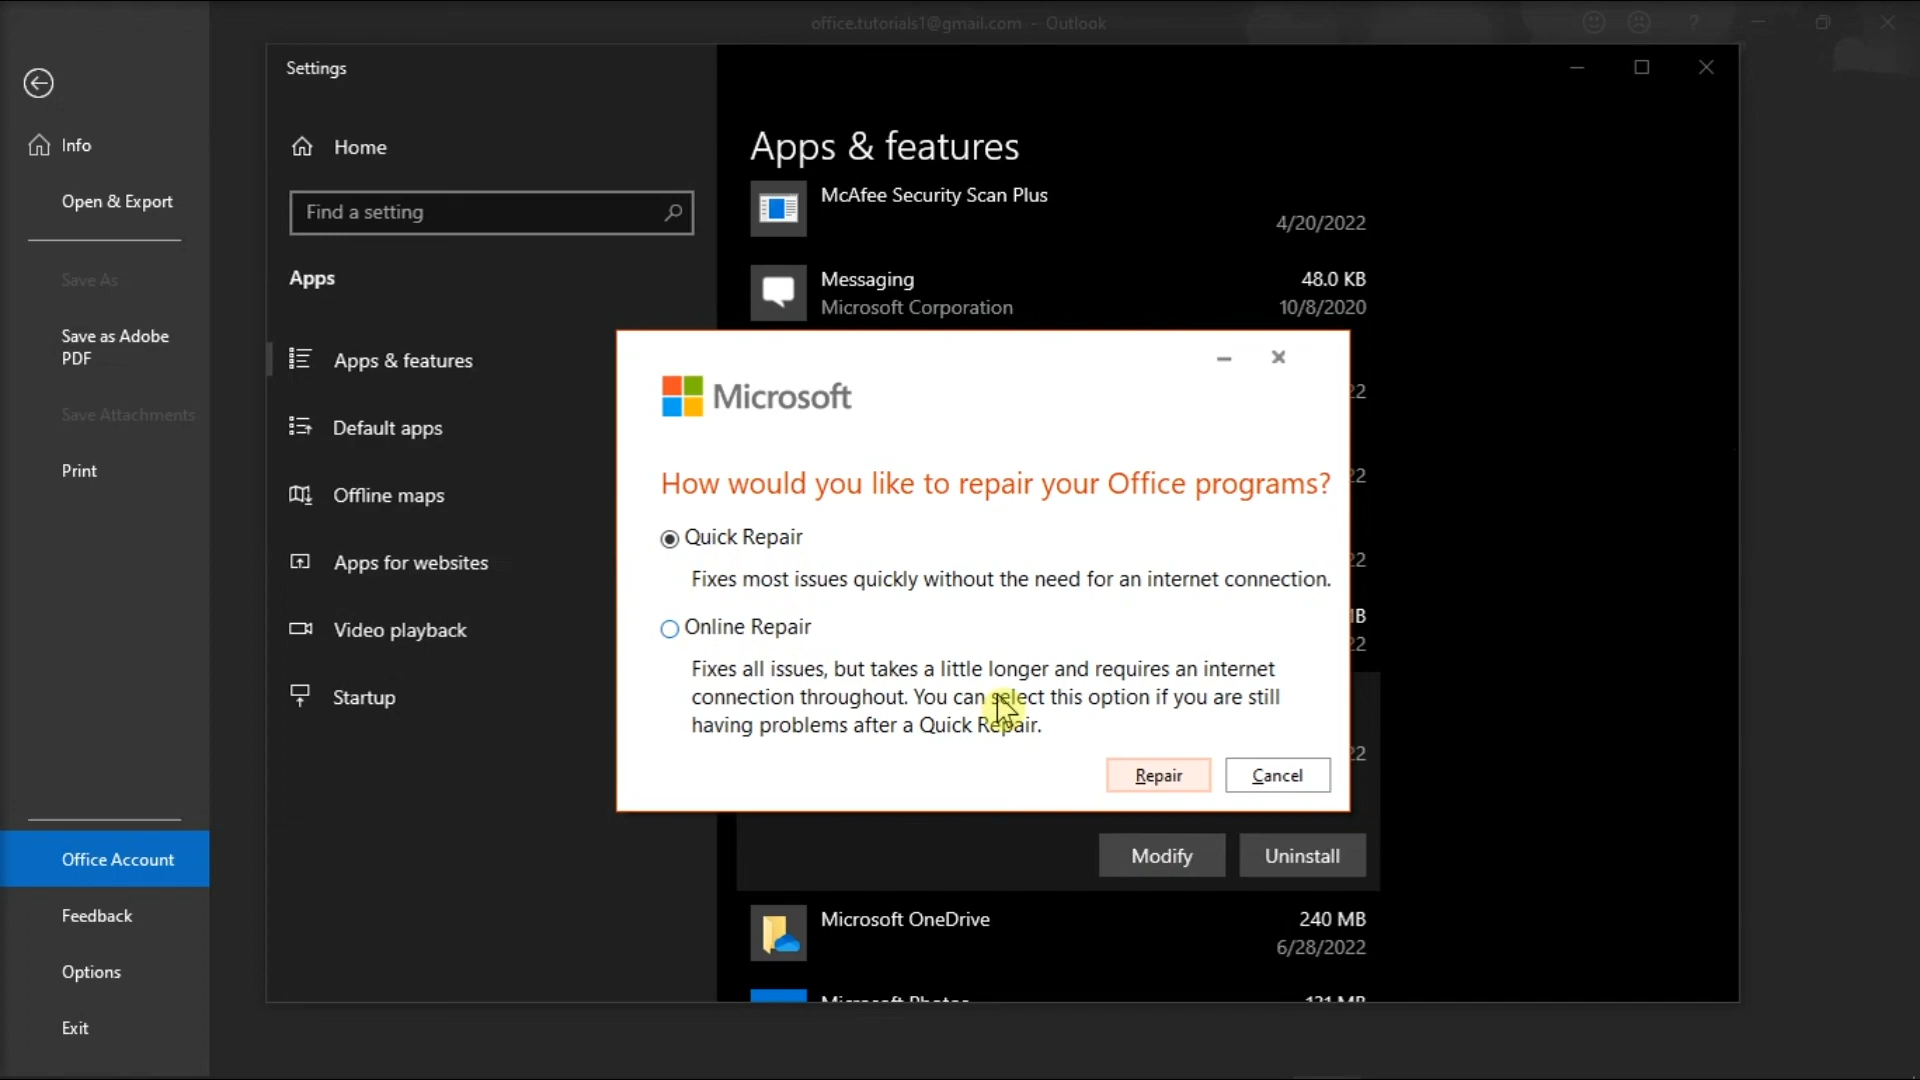 office.tutorials1@gmail.com - Outlook
Info
Open & Export
Save As
Save as Adobe
PDF
Save Attachments
Print
Office Account
Feedback
Options
Exit
Settings
Home
Find a setting
Apps
Apps & features
Default apps
Offline maps
Apps for websites
Video playback
Startup
Apps & features
McAfee Security Scan Plus
4/20/2022
Messaging
48.0 KB
Microsoft Corporation
10/8/2020
Microsoft
How would you like to repair your Office programs?
Quick Repair
Fixes most issues quickly without the need for an internet connection.
Online Repair
Fixes all issues, but takes a little longer and requires an internet
connection throughout. You can select this option if you are still
having problems after a Quick Repair.
Repair
Cancel
Modify
Uninstall
Microsoft OneDrive
240 MB
6/28/2022
Microsoft Photos